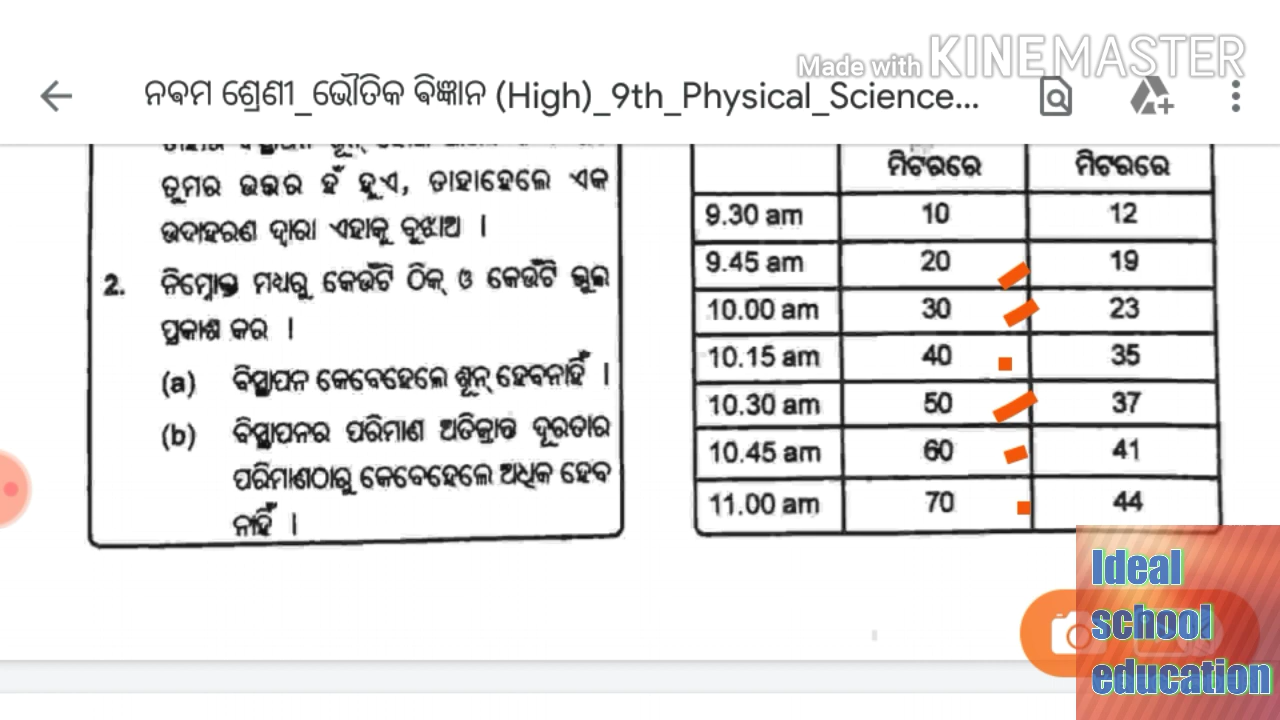 Made with KINEMASTER
ନବମ ଶ୍ରେଣୀ_ଭୌତିକ ବିଜ୍ଞାନ (High)_9th_Physical_Science...
ତୁମର ଉତ୍ତର ହଁ ହୁଏ, ତାହାହେଲେ ଏକ
ଉଦାହରଣ ଦ୍ଵାରା ଏହାକୁ ବୁଝାଅ ।
2. ନିମ୍ନୋକ୍ତ ମଧ୍ୟରୁ କେଉଁଟି ଠିକ୍ ଓ କେଉଁଟି ଭୁଲ
ପ୍ରକାଶ କର ।
(a) ବିସ୍ଥାପନ କେବେହେଲେ ଶୂନ୍ ହେବନାହିଁ ।
(b) ବିସ୍ଥାପନର ପରିମାଣ ଅତିକ୍ରାନ୍ତ ଦୂରତାର
ପରିମାଣଠାରୁ କେବେହେଲେ ଅଧିକ ହେବ
ନାହିଁ ।
ମିଟରରେ ମିଟରରେ
9.30 am 10 12
9.45 am 20 19
10.00 am 30 23
10.15 am 40 35
10.30 am 50 37
10.45 am 60 41
11.00 am 70 44
Ideal
school
education